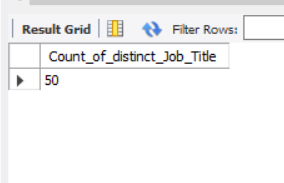 Result Grid Filter Rows:
Count_of_distinct_Job_Title
50